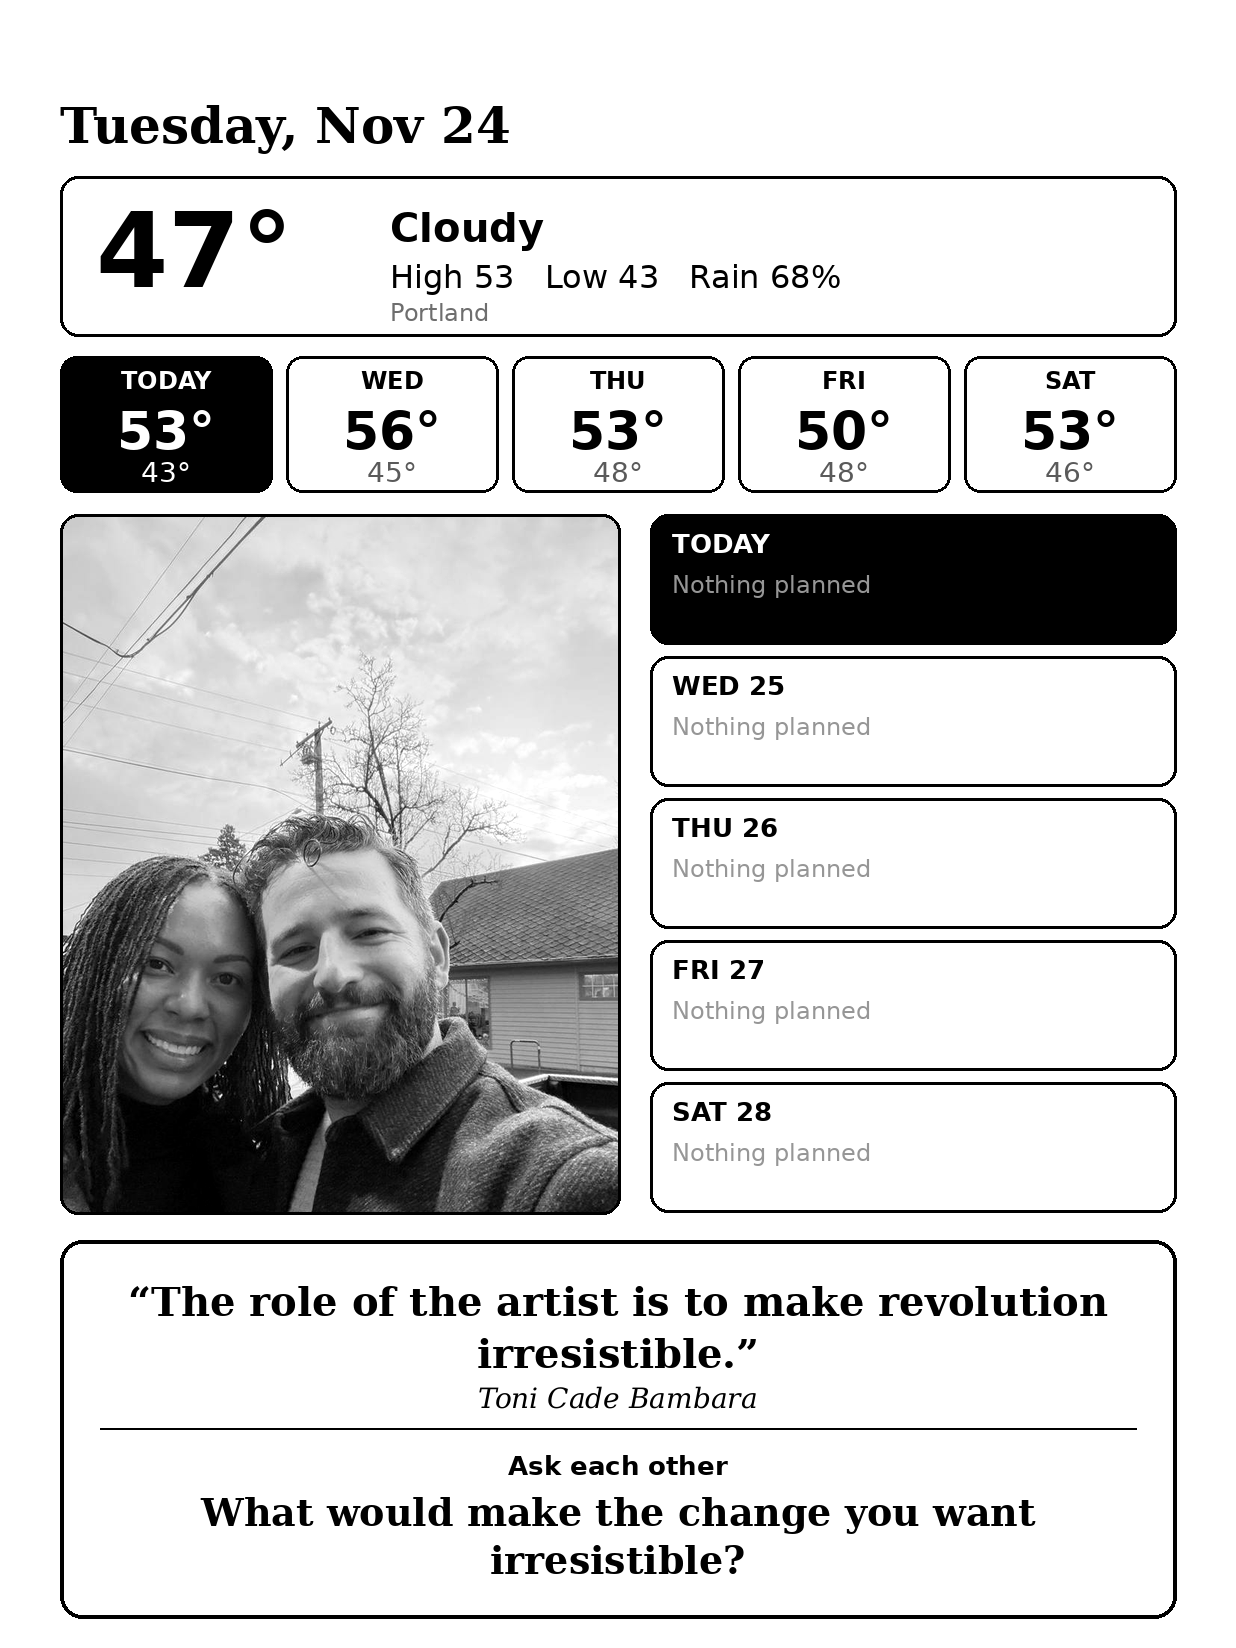 Tuesday, Nov 24
47°
Cloudy
High 53 Low 43 Rain 68%
Portland
TODAY
53°
43°
WED
56°
45°
THU
53°
48°
FRI
50°
48°
SAT
53°
46°
TODAY
Nothing planned
WED 25
Nothing planned
THU 26
Nothing planned
FRI 27
Nothing planned
SAT 28
Nothing planned
“The role of the artist is to make revolution
irresistible.”
Toni Cade Bambara
Ask each other
What would make the change you want
irresistible?